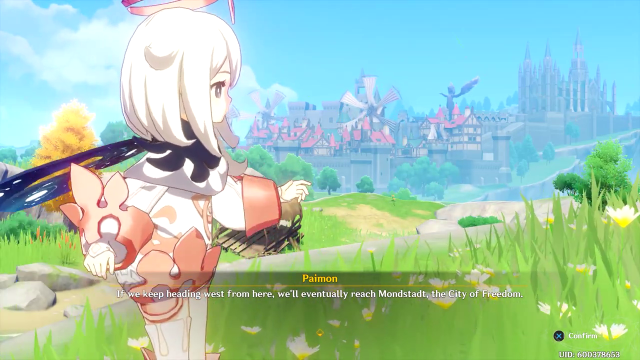 Paimon
If we keep heading west from here, we'll eventually reach Mondstadt, the City of Freedom.
Confirm
UID: 600378653